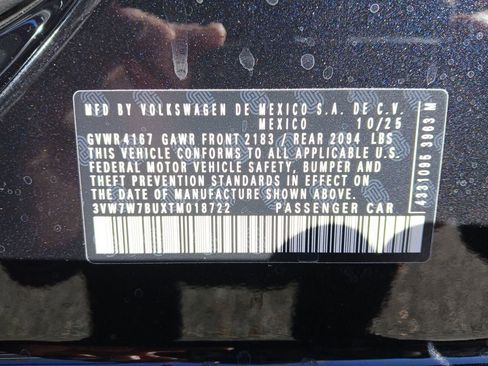 MFD BY VOLKSWAGEN DE MEXICO S.A. DE C.V.
MEXICO 10/25
GVWR4167 GAWR FRONT 2183 / REAR 2094 LBS
THIS VEHICLE CONFORMS TO ALL APPLICABLE U.S.
FEDERAL MOTOR VEHICLE SAFETY, BUMPER AND
THEFT PREVENTION STANDARDS IN EFFECT ON THE
DATE OF MANUFACTURE SHOWN ABOVE.
3VW7W7BUXTM018722 PASSENGER CAR
4331095 3963 M